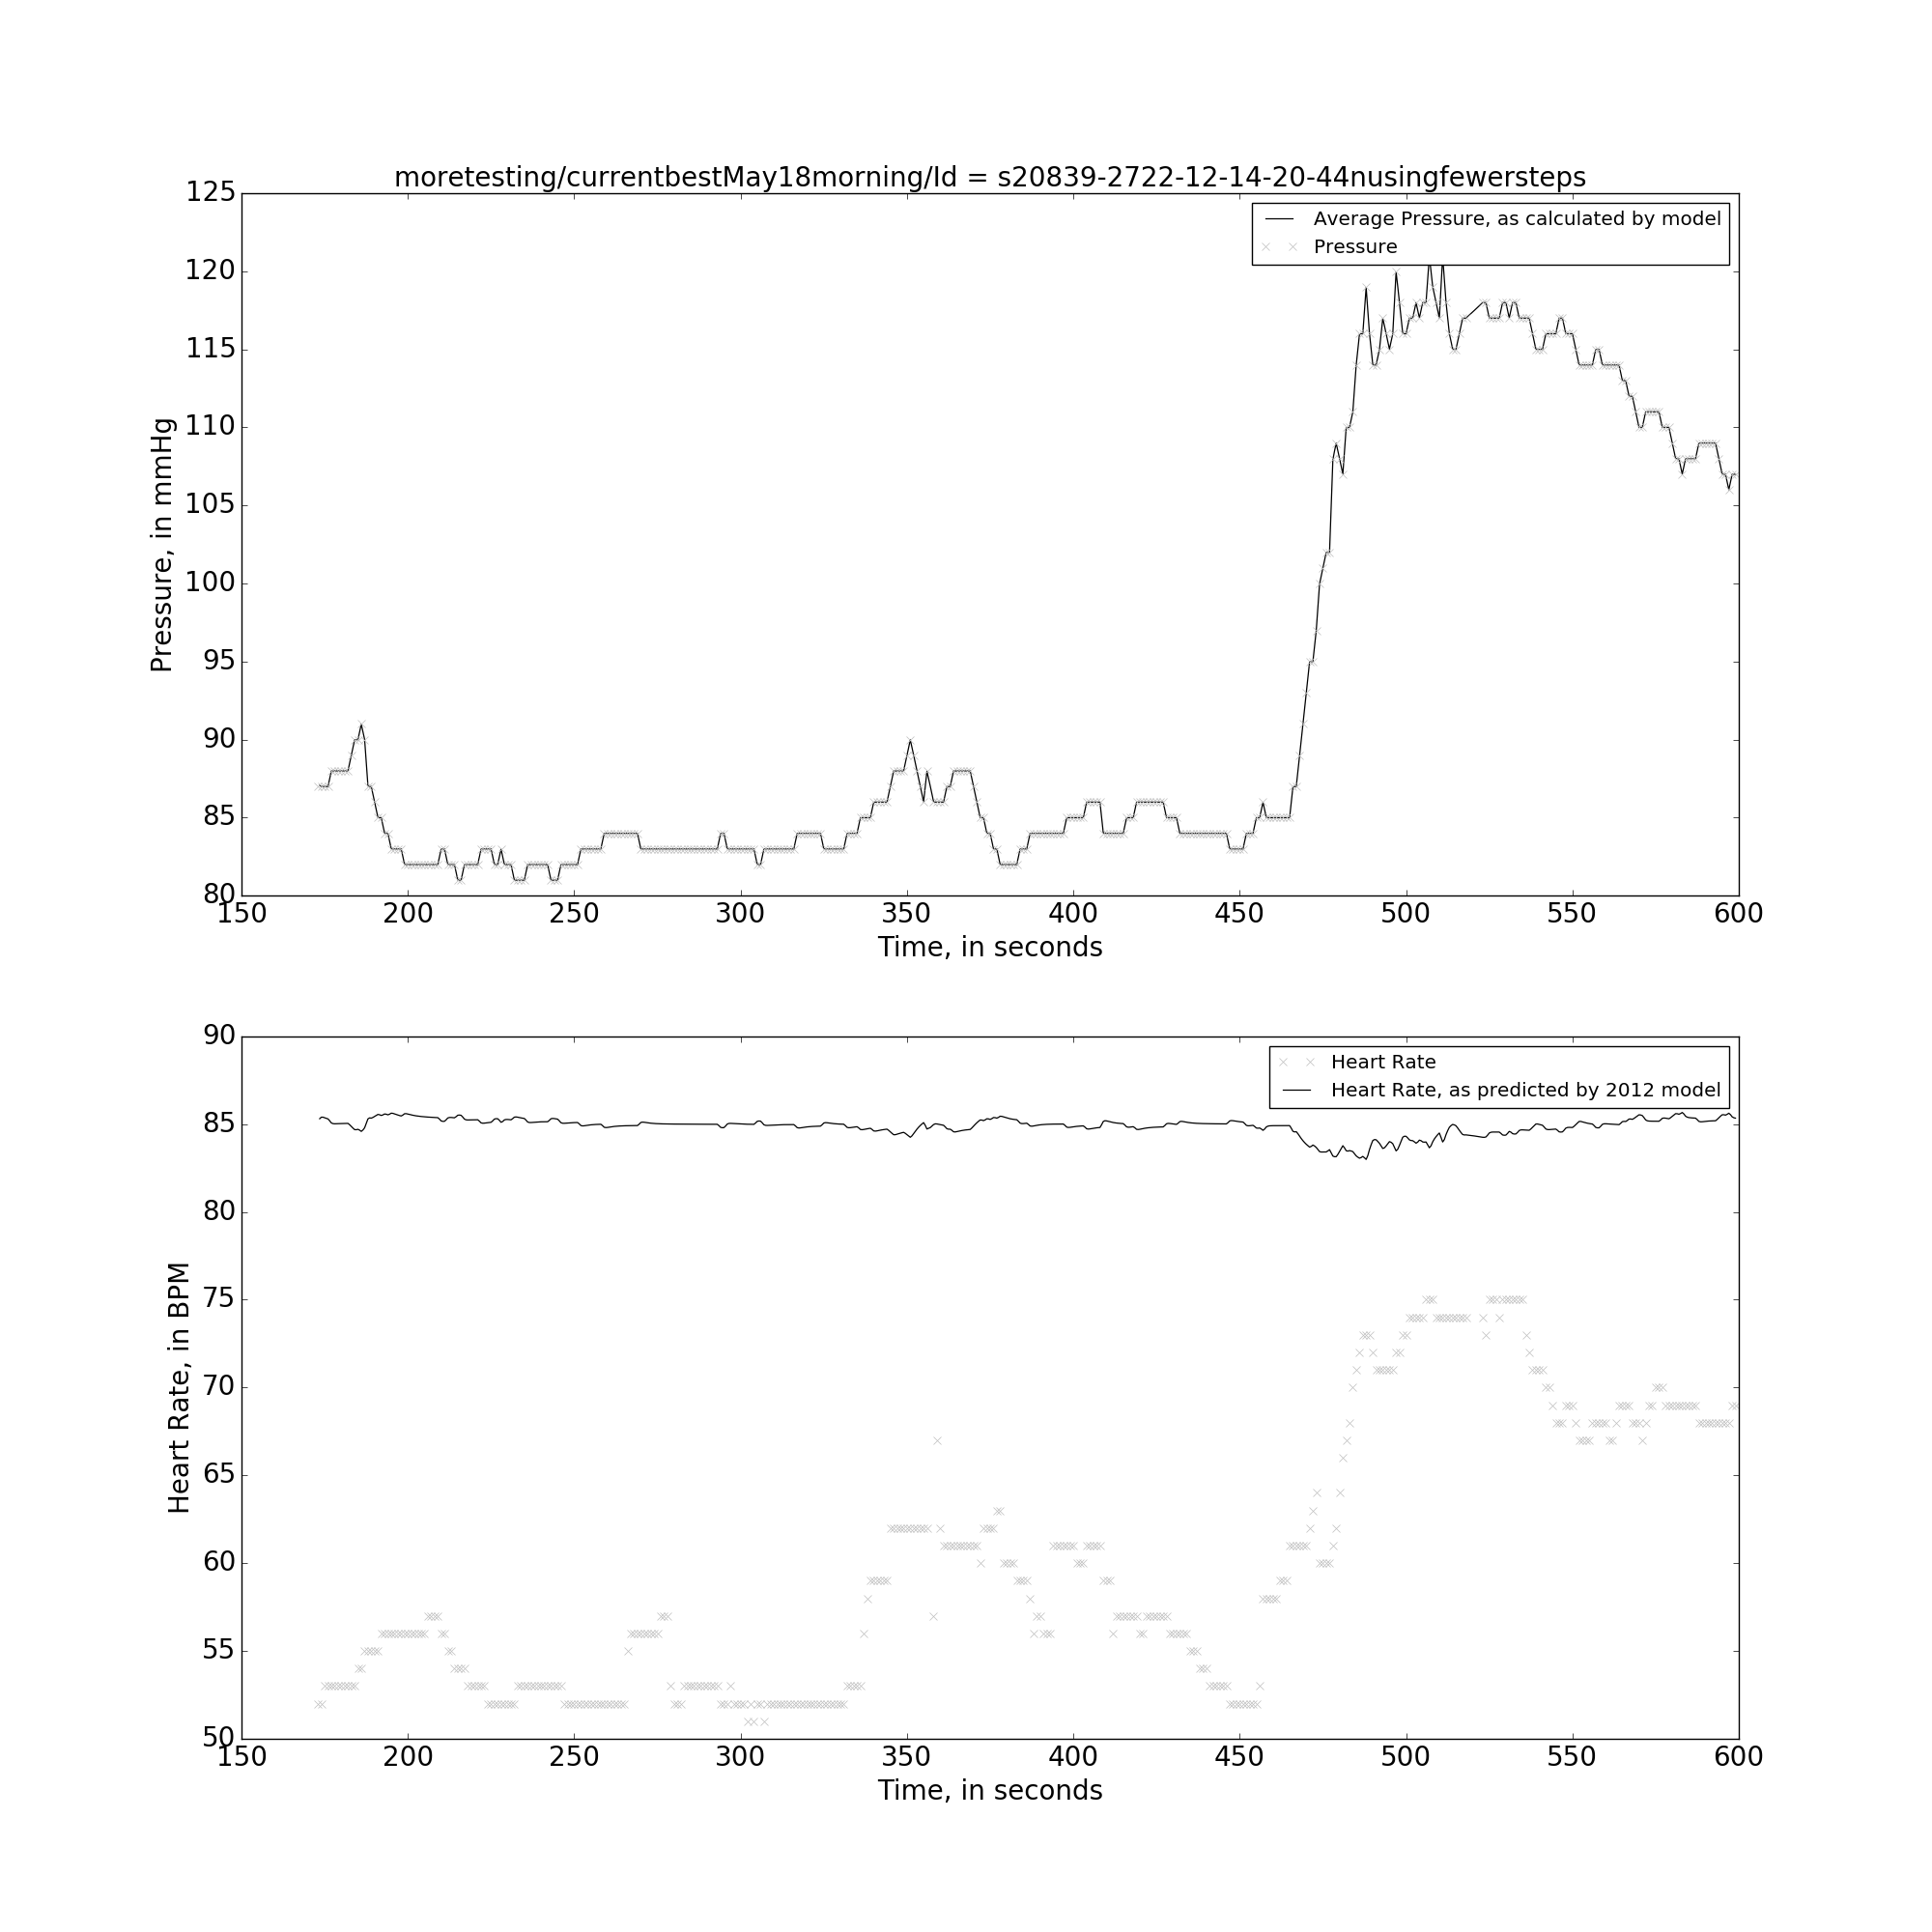 moretesting/currentbestMay18morning/Id = s20839-2722-12-14-20-44nusingfewersteps
125
120
115
110
105
100
95
90
85
80
Pressure, in mmHg
Average Pressure, as calculated by model
Pressure
150 200 250 300 350 400 450 500 550 600
Time, in seconds
90
85
80
75
70
65
60
55
50
Heart Rate, in BPM
Heart Rate
Heart Rate, as predicted by 2012 model
150 200 250 300 350 400 450 500 550 600
Time, in seconds